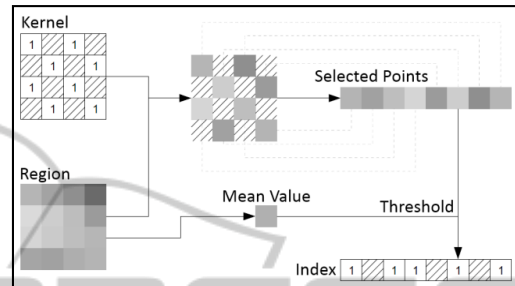 Kernel
1 1
1 1
1 1
1 1
Selected Points
Region
Mean Value
Threshold
Index 1 1 1 1 1